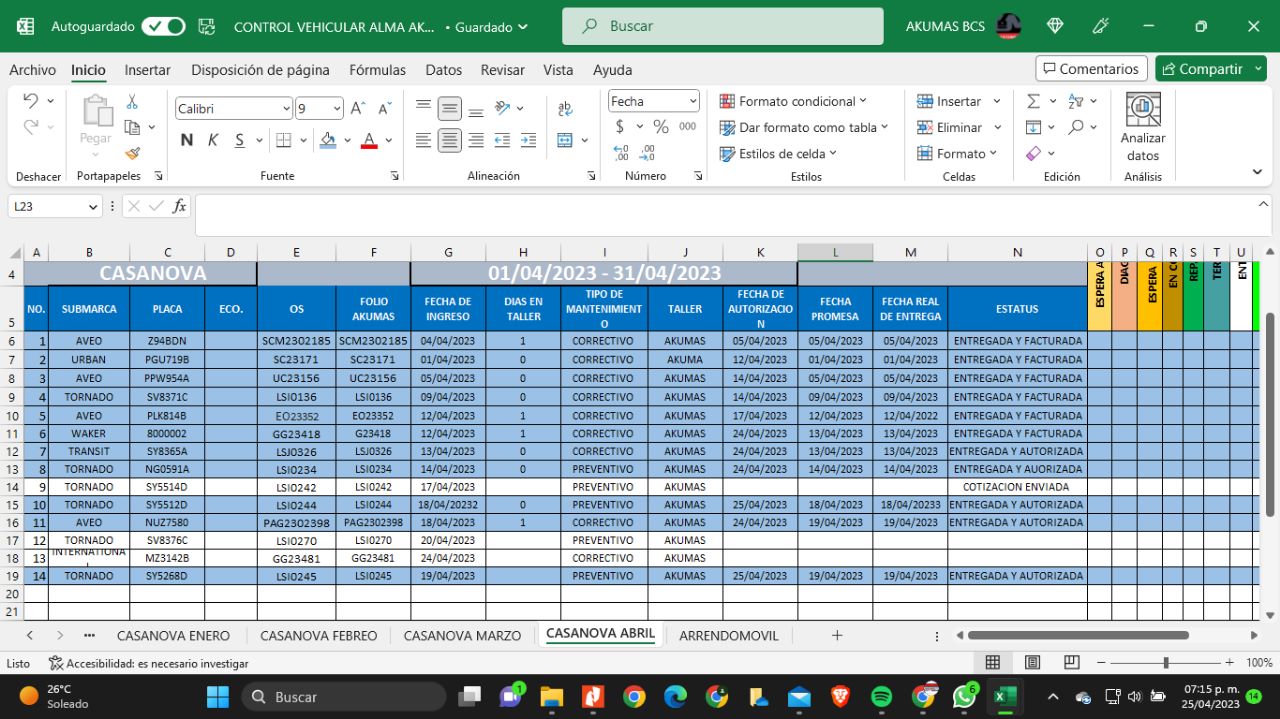 Autoguardado CONTROL VEHICULAR ALMA AK... • Guardado Buscar AKUMAS BCS
Archivo Inicio Insertar Disposición de página Fórmulas Datos Revisar Vista Ayuda Comentarios Compartir
Pegar
Calibri 9
N K S
Fecha
$ % 000
Formato condicional
Dar formato como tabla
Estilos de celda
Insertar
Eliminar
Formato
Analizar
datos
Deshacer Portapapeles Fuente Alineación Número Estilos Celdas Edición Análisis
L23 fx
A B C D E F G H I J K L M N O P Q R S T U
4 CASANOVA 01/04/2023 - 31/04/2023
ESPERA A DIAG ESPERA EN CO REP TER ENT
5 NO. SUBMARCA PLACA ECO. OS FOLIO AKUMAS FECHA DE INGRESO DIAS EN TALLER TIPO DE MANTENIMIENTO TALLER FECHA DE AUTORIZACION FECHA PROMESA FECHA REAL DE ENTREGA ESTATUS
6 1 AVEO Z94BDN SCM2302185 SCM2302185 04/04/2023 1 CORRECTIVO AKUMAS 05/04/2023 05/04/2023 05/04/2023 ENTREGADA Y FACTURADA
7 2 URBAN PGU719B SC23171 SC23171 01/04/2023 0 CORRECTIVO AKUMA 12/04/2023 01/04/2023 01/04/2023 ENTREGADA Y FACTURADA
8 3 AVEO PPW954A UC23156 UC23156 05/04/2023 0 CORRECTIVO AKUMAS 14/04/2023 05/04/2023 05/04/2023 ENTREGADA Y FACTURADA
9 4 TORNADO SV8371C LSI0136 LSI0136 09/04/2023 0 CORRECTIVO AKUMAS 14/04/2023 09/04/2023 09/04/2023 ENTREGADA Y FACTURADA
10 5 AVEO PLK814B EO23352 EO23352 12/04/2023 1 CORRECTIVO AKUMAS 17/04/2023 12/04/2023 12/04/2022 ENTREGADA Y FACTURADA
11 6 WAKER 8000002 GG23418 G23418 12/04/2023 1 CORRECTIVO AKUMAS 24/04/2023 13/04/2023 13/04/2023 ENTREGADA Y FACTURADA
12 7 TRANSIT SY8365A LSJ0326 LSJ0326 13/04/2023 0 CORRECTIVO AKUMAS 24/04/2023 13/04/2023 13/04/2023 ENTREGADA Y AUTORIZADA
13 8 TORNADO NG0591A LSI0234 LSI0234 14/04/2023 0 PREVENTIVO AKUMAS 24/04/2023 14/04/2023 14/04/2023 ENTREGADA Y AUORIZADA
14 9 TORNADO SY5514D LSI0242 LSI0242 17/04/2023 PREVENTIVO AKUMAS COTIZACION ENVIADA
15 10 TORNADO SY5512D LSI0244 LSI0244 18/04/20232 0 PREVENTIVO AKUMAS 25/04/2023 18/04/2023 18/04/20233 ENTREGADA Y AUTORIZADA
16 11 AVEO NUZ7580 PAG2302398 PAG2302398 18/04/2023 1 CORRECTIVO AKUMAS 24/04/2023 19/04/2023 19/04/2023 ENTREGADA Y AUTORIZADA
17 12 TORNADO SV8376C LSI0270 LSI0270 20/04/2023 PREVENTIVO AKUMAS
18 13 INTERNATIONA MZ3142B GG23481 GG23481 24/04/2023 CORRECTIVO AKUMAS
19 14 TORNADO SY5268D LSI0245 LSI0245 19/04/2023 PREVENTIVO AKUMAS 25/04/2023 19/04/2023 19/04/2023 ENTREGADA Y AUTORIZADA
20
21
CASANOVA ENERO CASANOVA FEBREO CASANOVA MARZO CASANOVA ABRIL ARRENDOMOVIL
Listo Accesibilidad: es necesario investigar 100%
26°C
Soleado
Buscar
1
6
07:15 p. m.
25/04/2023
14